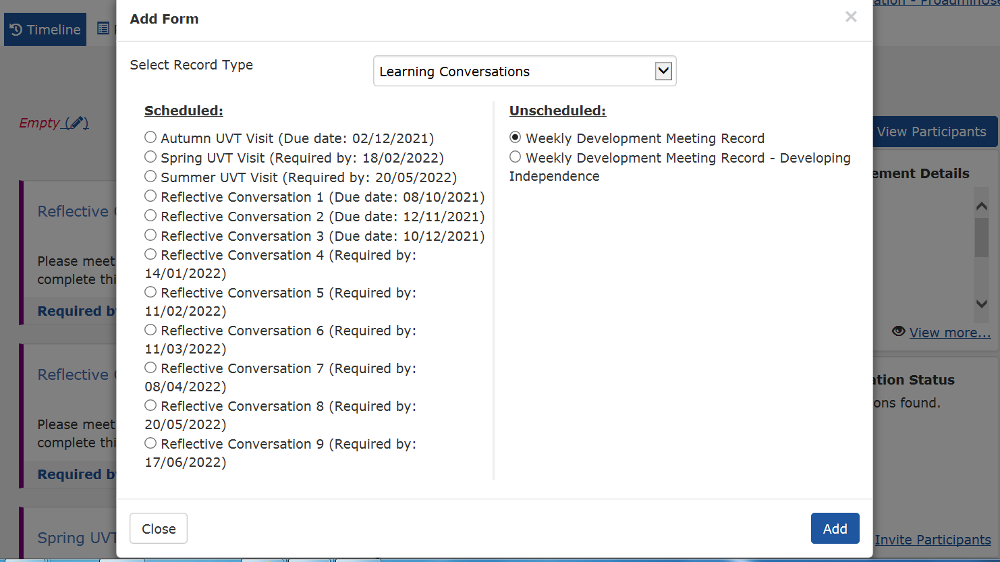 Add Form
×
Timeline
Select Record Type
Learning Conversations
Scheduled:
Autumn UVT Visit (Due date: 02/12/2021)
Spring UVT Visit (Required by: 18/02/2022)
Summer UVT Visit (Required by: 20/05/2022)
Reflective Conversation 1 (Due date: 08/10/2021)
Reflective Conversation 2 (Due date: 12/11/2021)
Reflective Conversation 3 (Due date: 10/12/2021)
Reflective Conversation 4 (Required by:
14/01/2022)
Reflective Conversation 5 (Required by:
11/02/2022)
Reflective Conversation 6 (Required by:
11/03/2022)
Reflective Conversation 7 (Required by:
08/04/2022)
Reflective Conversation 8 (Required by:
20/05/2022)
Reflective Conversation 9 (Required by:
17/06/2022)
Unscheduled:
Weekly Development Meeting Record
Weekly Development Meeting Record - Developing
Independence
Close
Add
Empty ( )
Reflective
Please meet
complete thi
Required b
Reflective
Please meet
complete thi
Required b
Spring UVT
View Participants
ement Details
View more...
ation Status
ons found.
Invite Participants